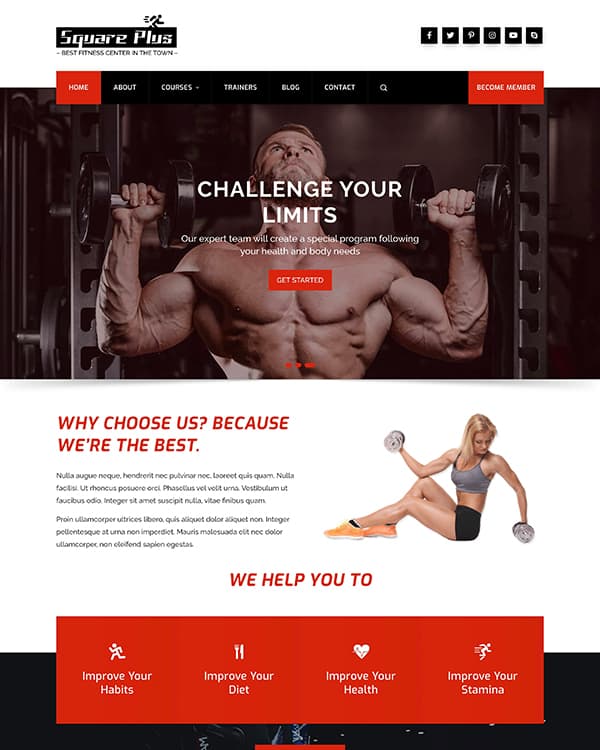 Square Plus
~ BEST FITNESS CENTER IN THE TOWN ~
HOME ABOUT COURSES TRAINERS BLOG CONTACT BECOME MEMBER
CHALLENGE YOUR
LIMITS
Our expert team will create a special program following
your health and body needs
GET STARTED
WHY CHOOSE US? BECAUSE
WE'RE THE BEST.
Nulla augue neque, hendrerit nec pulvinar nec, laoreet quis quam. Nulla
facilisi. Ut rhoncus posuere orci. Phasellus vel velit urna. Vestibulum ut
faucibus odio. Integer sit amet suscipit nulla, vitae finibus quam.
Proin ullamcorper ultrices libero, quis aliquet dolor aliquet non. Integer
pellentesque at urna non imperdiet. Mauris malesuada elit nec dolor
ullamcorper, non eleifend sapien egestas.
WE HELP YOU TO
Improve Your Improve Your Improve Your Improve Your
Habits Diet Health Stamina